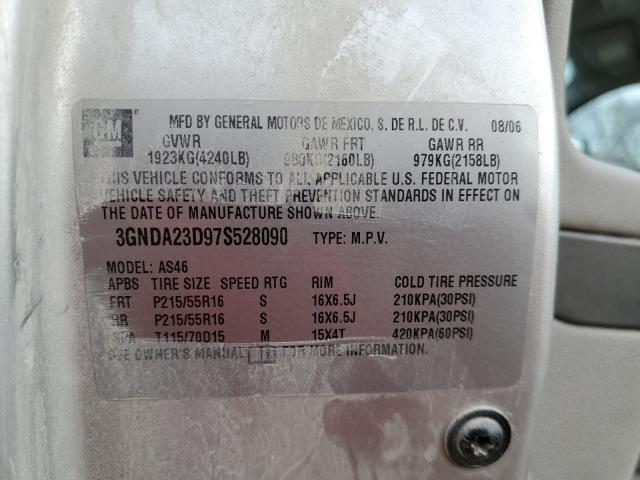 GM
MFD BY GENERAL MOTORS DE MEXICO, S. DE R.L. DE C.V. 08/06
GVWR GAWR FRT GAWR RR
1923KG(4240LB) 980KG(2160LB) 979KG(2158LB)
THIS VEHICLE CONFORMS TO ALL APPLICABLE U.S. FEDERAL MOTOR
VEHICLE SAFETY AND THEFT PREVENTION STANDARDS IN EFFECT ON
THE DATE OF MANUFACTURE SHOWN ABOVE.
3GNDA23D97S528090 TYPE: M.P.V.
MODEL: AS46
APBS TIRE SIZE SPEED RTG RIM COLD TIRE PRESSURE
FRT P215/55R16 S 16X6.5J 210KPA(30PSI)
RR P215/55R16 S 16X6.5J 210KPA(30PSI)
SPA T115/70D15 M 15X4T 420KPA(60PSI)
SEE OWNER'S MANUAL FOR MORE INFORMATION.